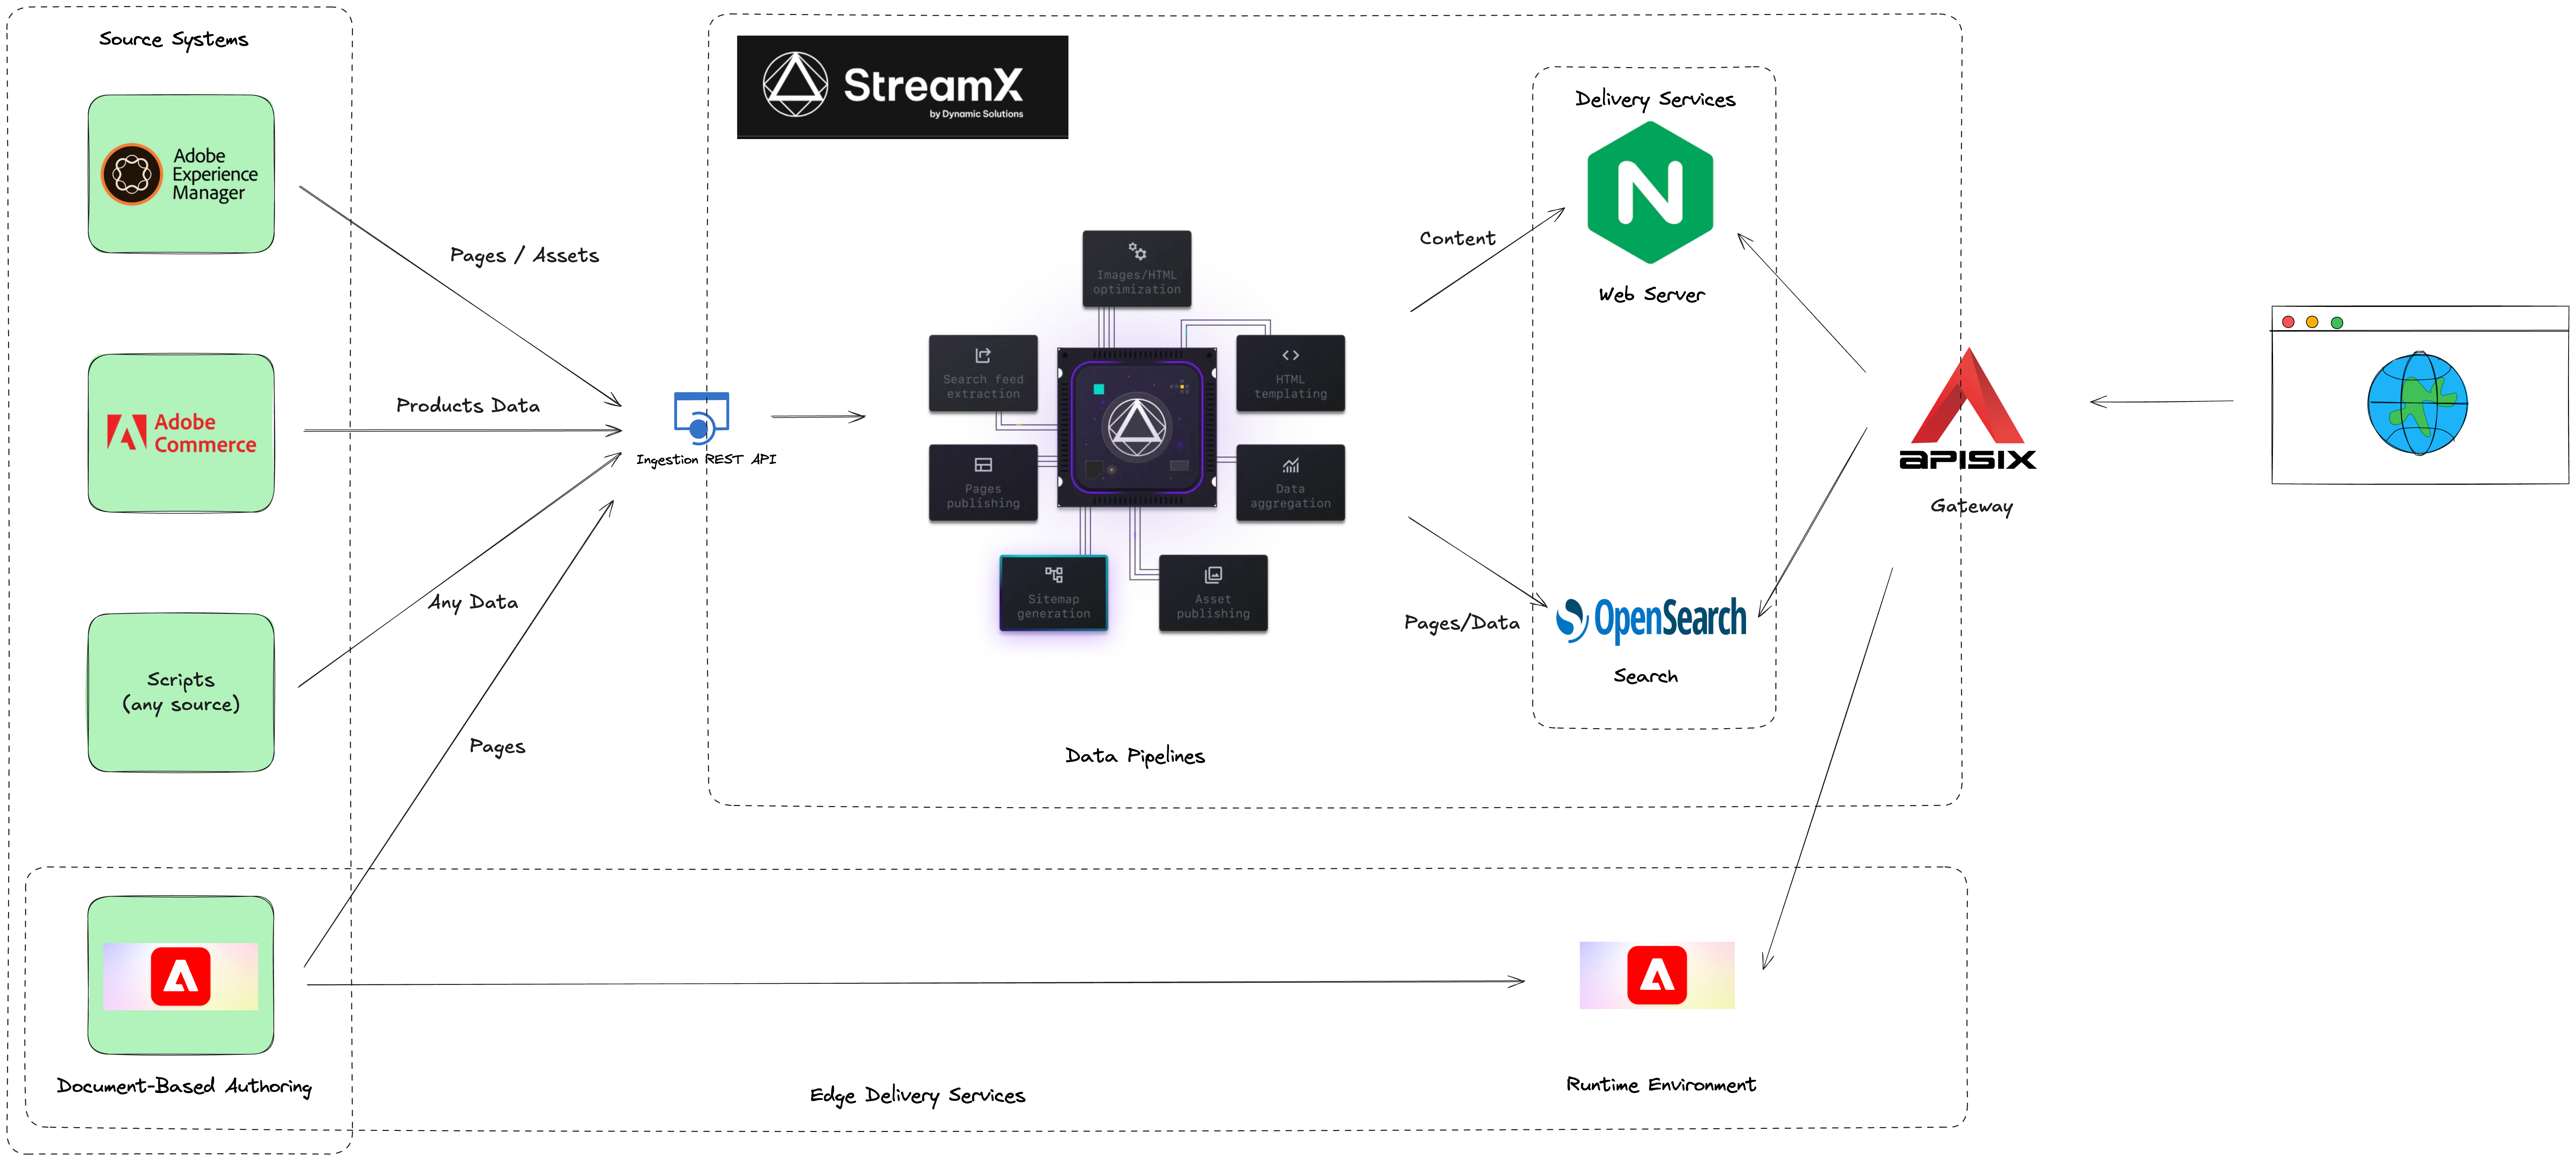 Source Systems
Adobe
Experience
Manager
Adobe
Commerce
Scripts
(any source)
Document-Based Authoring
Pages / Assets
Products Data
Any Data
Pages
Ingestion REST API
StreamX
by Dynamic Solutions
Images/HTML
optimization
Search feed
extraction
HTML
templating
Pages
publishing
Data
aggregation
Sitemap
generation
Asset
publishing
Data Pipelines
Content
Pages/Data
Delivery Services
N
Web Server
OpenSearch
Search
APISIX
Gateway
Edge Delivery Services
Runtime Environment